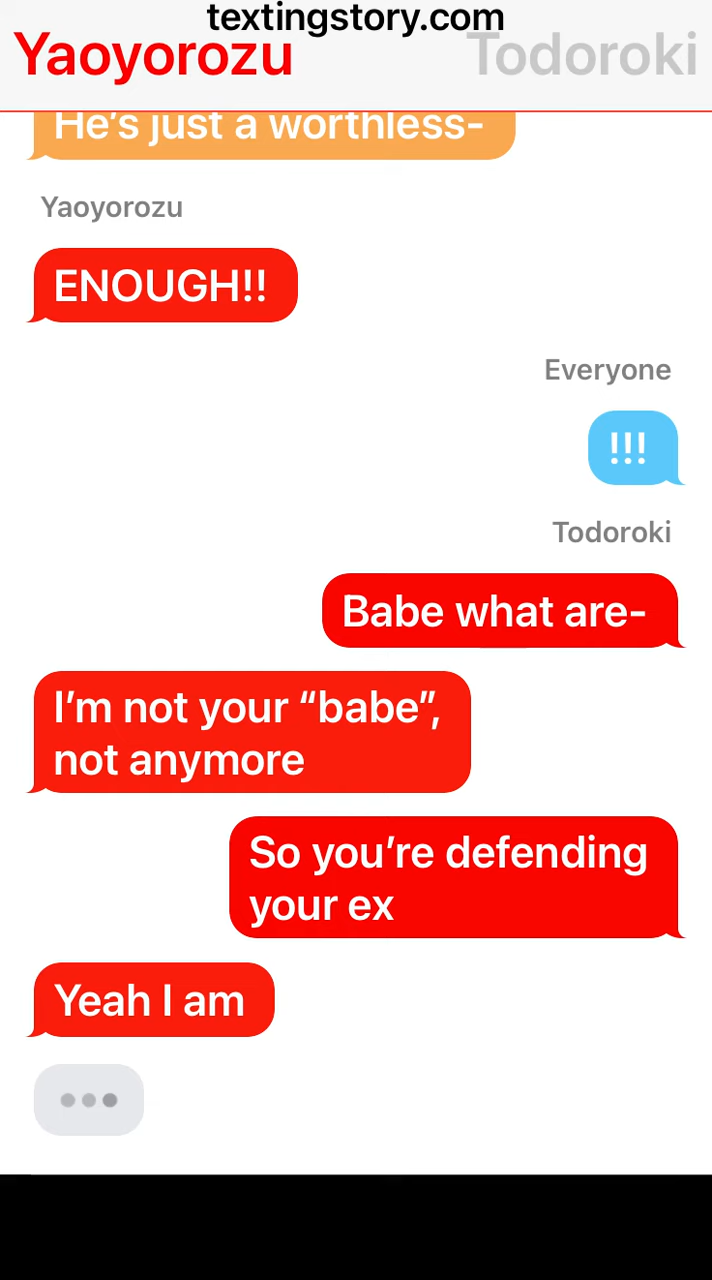 textingstory.com
Yaoyorozu Todoroki
He's just a worthless-
Yaoyorozu
ENOUGH!!
Everyone
!!!
Todoroki
Babe what are-
I’m not your “babe”,
not anymore
So you’re defending
your ex
Yeah I am